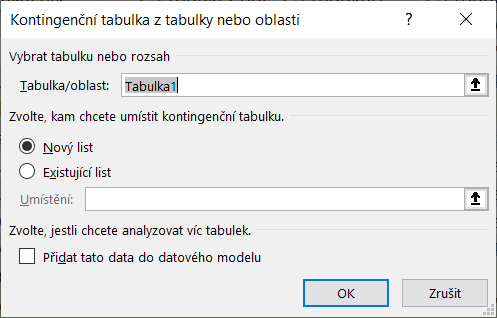 Kontingenční tabulka z tabulky nebo oblasti ? ×
Vybrat tabulku nebo rozsah
Tabulka/oblast: Tabulka1
Zvolte, kam chcete umístit kontingenční tabulku.
Nový list
Existující list
Umístění:
Zvolte, jestli chcete analyzovat víc tabulek.
Přidat tato data do datového modelu
OK Zrušit